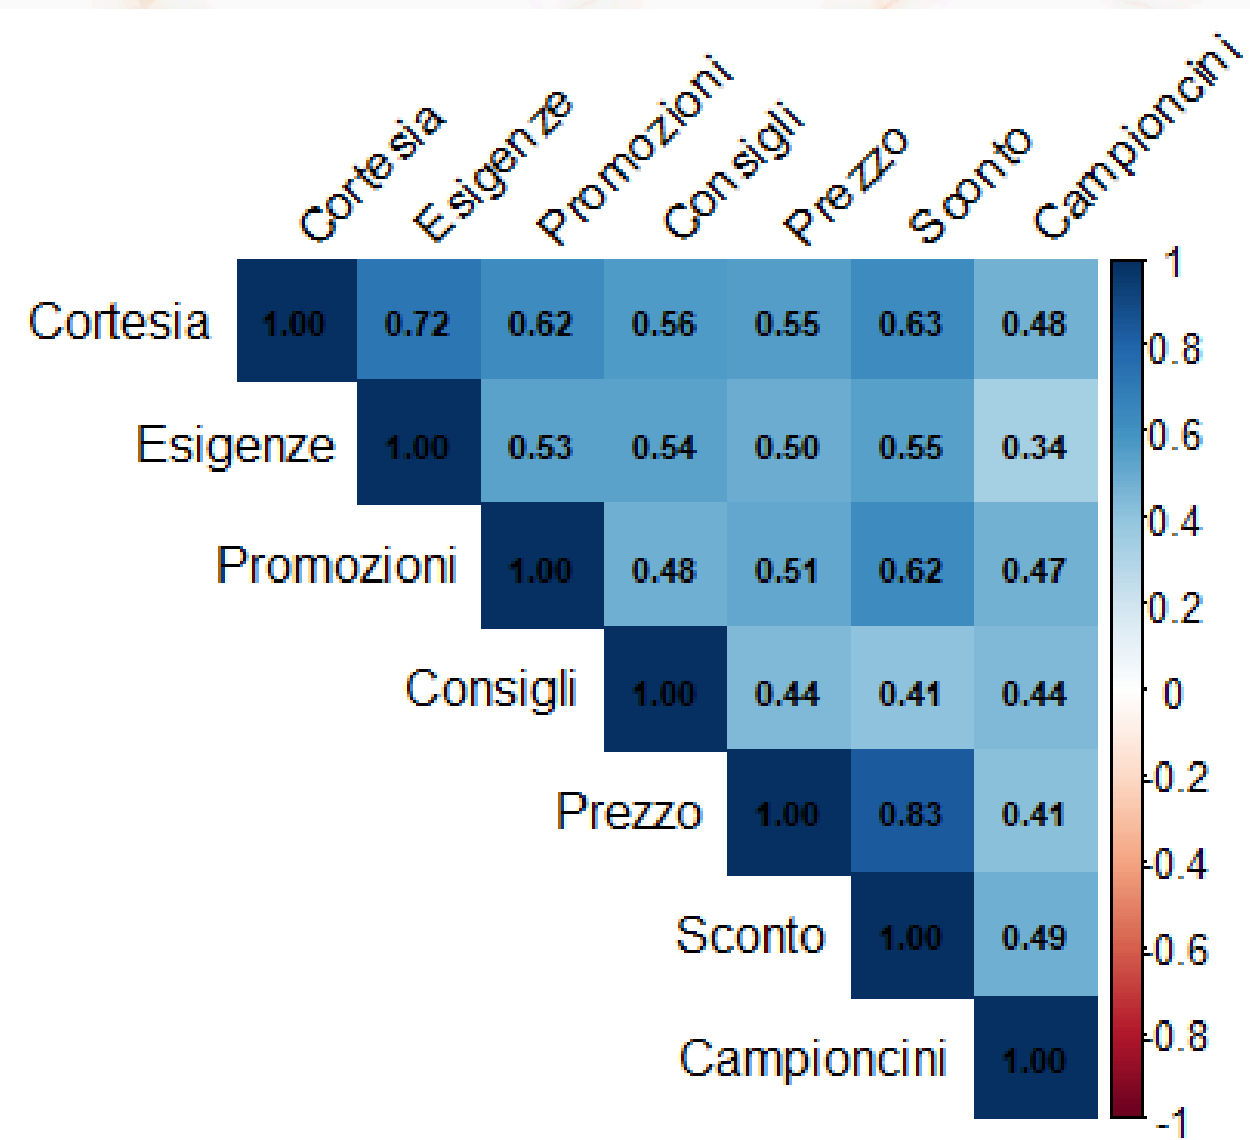 Cortesia Esigenze Promozioni Consigli Prezzo Sconto Campioncini
Cortesia 1.00 0.72 0.62 0.56 0.55 0.63 0.48
Esigenze 1.00 0.53 0.54 0.50 0.55 0.34
Promozioni 1.00 0.48 0.51 0.62 0.47
Consigli 1.00 0.44 0.41 0.44
Prezzo 1.00 0.83 0.41
Sconto 1.00 0.49
Campioncini 1.00
1
0.8
0.6
0.4
0.2
0
-0.2
-0.4
-0.6
-0.8
-1